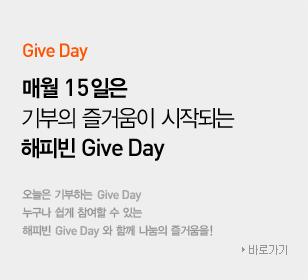 Give Day
매월 15일은
기부의 즐거움이 시작되는
해피빈 Give Day
오늘은 기부하는 Give Day
누구나 쉽게 참여할 수 있는
해피빈 Give Day 와 함께 나눔의 즐거움을!
바로가기